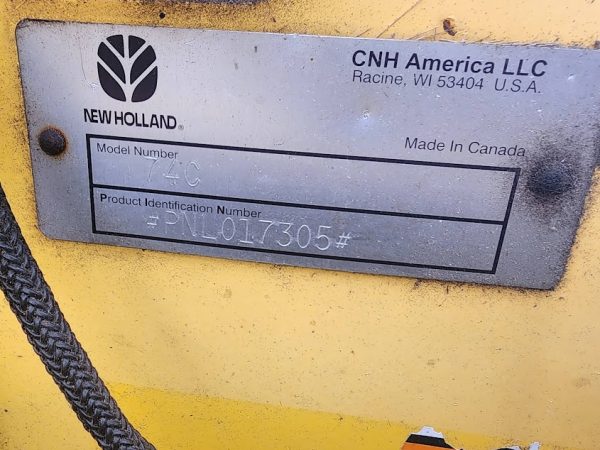 CNH America LLC
Racine, WI 53404 U.S.A.
NEW HOLLAND®
Made In Canada
Model Number
74C
Product Identification Number
#PNL017305#